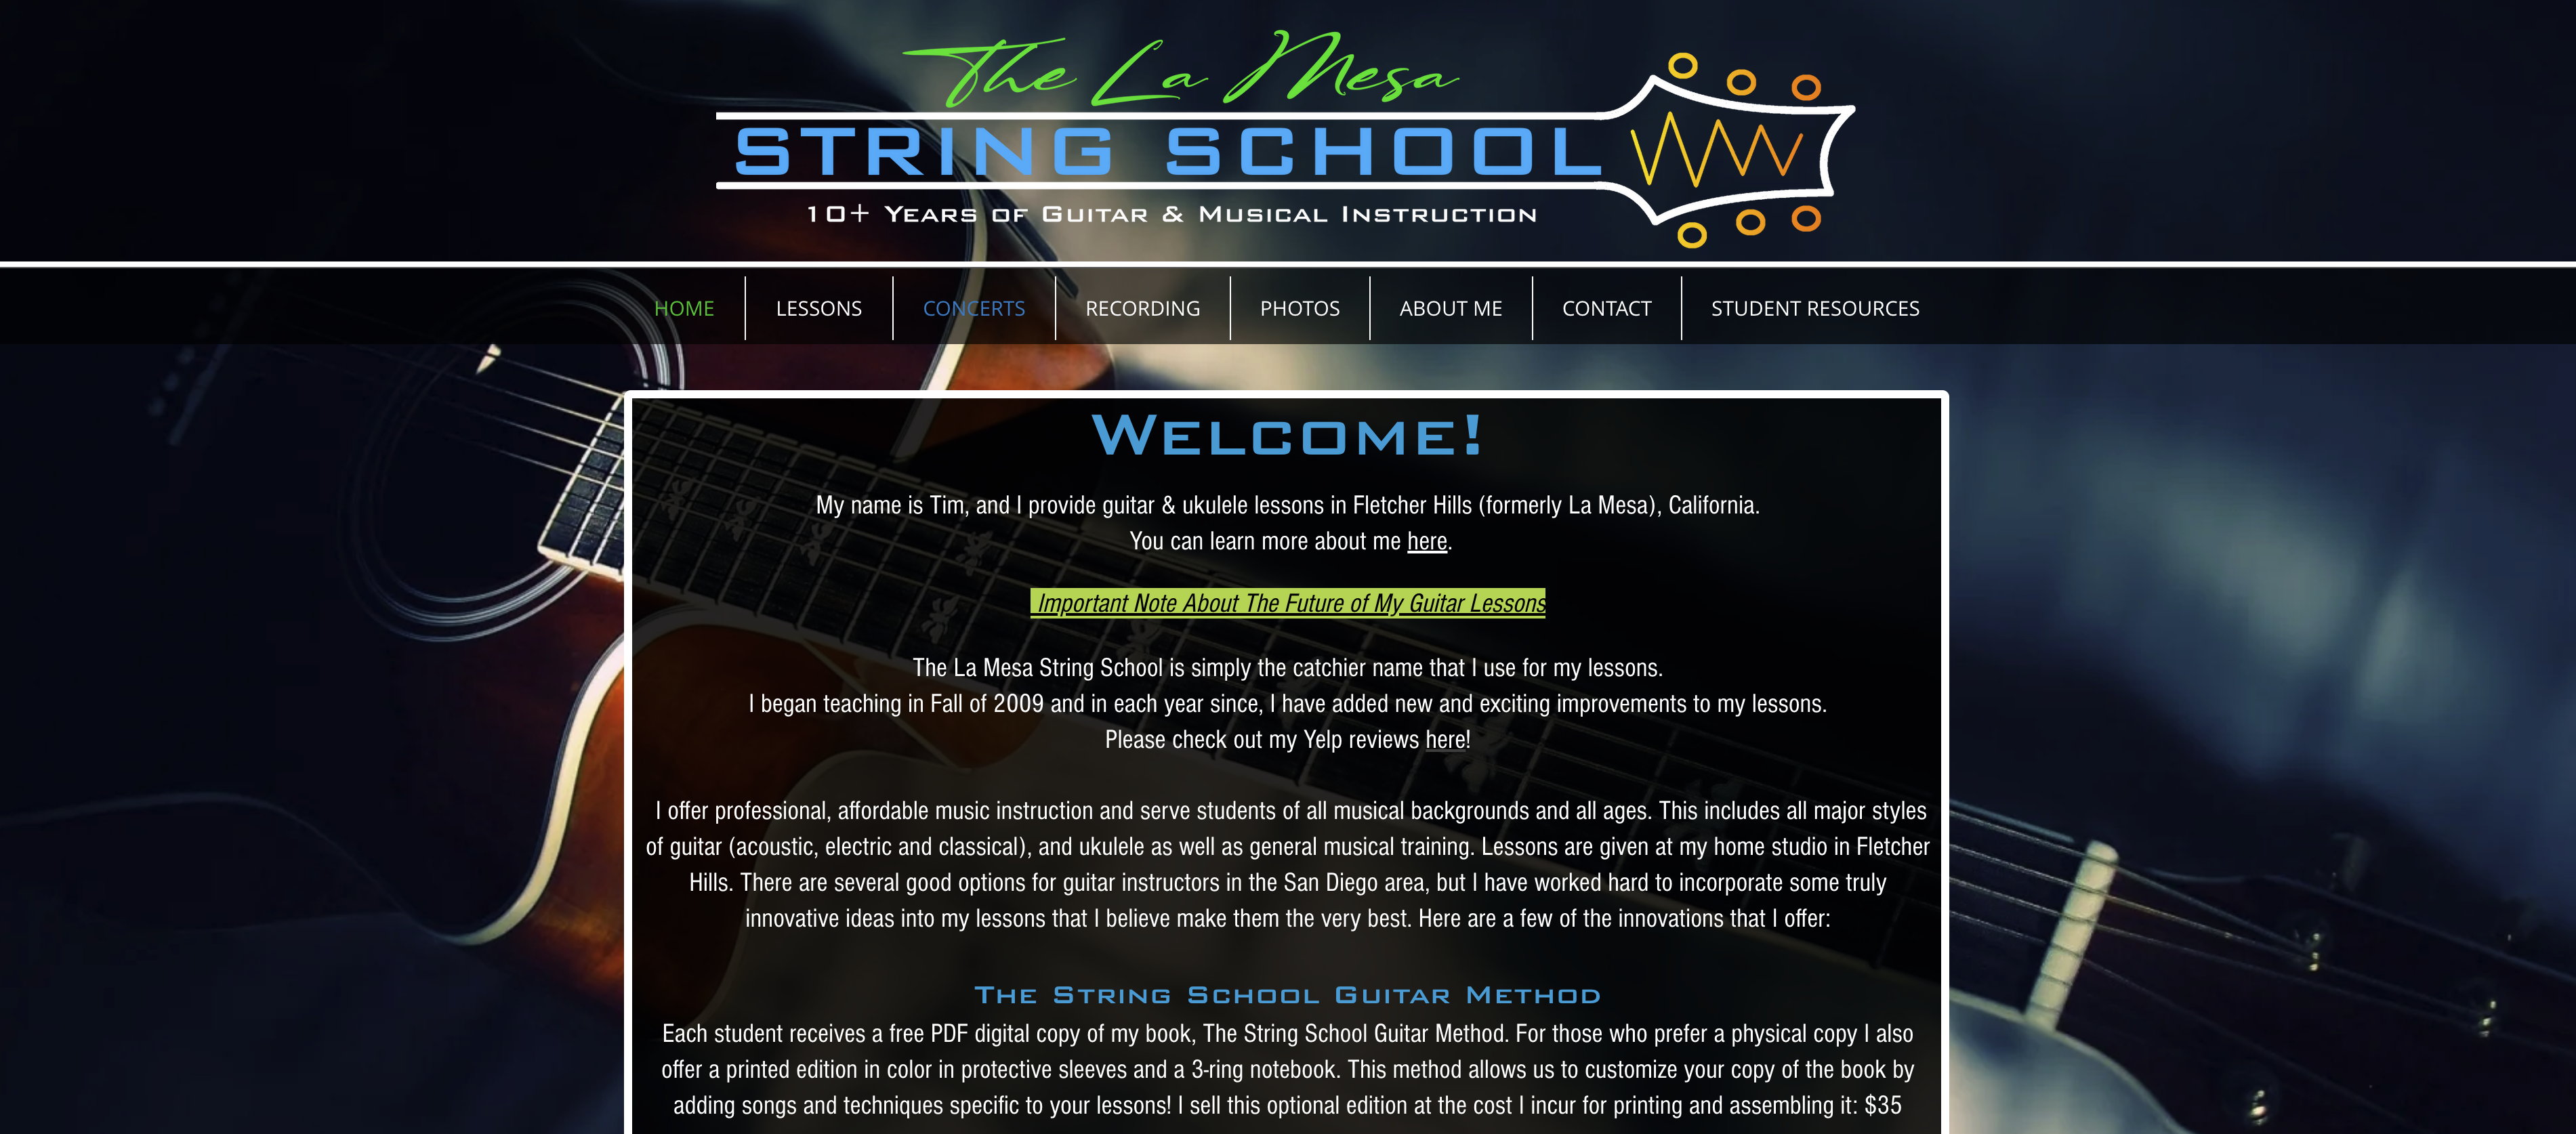 The La Mesa
STRING SCHOOL
10+ Years of Guitar & Musical Instruction
HOME
LESSONS
CONCERTS
RECORDING
PHOTOS
ABOUT ME
CONTACT
STUDENT RESOURCES
Welcome!
My name is Tim, and I provide guitar & ukulele lessons in Fletcher Hills (formerly La Mesa), California.
You can learn more about me here.
Important Note About The Future of My Guitar Lessons
The La Mesa String School is simply the catchier name that I use for my lessons.
I began teaching in Fall of 2009 and in each year since, I have added new and exciting improvements to my lessons.
Please check out my Yelp reviews here!
I offer professional, affordable music instruction and serve students of all musical backgrounds and all ages. This includes all major styles
of guitar (acoustic, electric and classical), and ukulele as well as general musical training. Lessons are given at my home studio in Fletcher
Hills. There are several good options for guitar instructors in the San Diego area, but I have worked hard to incorporate some truly
innovative ideas into my lessons that I believe make them the very best. Here are a few of the innovations that I offer:
The String School Guitar Method
Each student receives a free PDF digital copy of my book, The String School Guitar Method. For those who prefer a physical copy I also
offer a printed edition in color in protective sleeves and a 3-ring notebook. This method allows us to customize your copy of the book by
adding songs and techniques specific to your lessons! I sell this optional edition at the cost I incur for printing and assembling it: $35